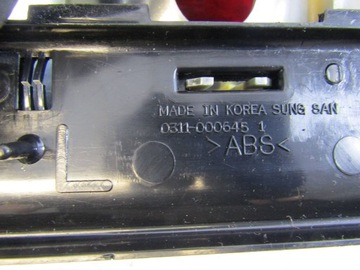 MADE IN KOREA SUNG SAN
0311-000645 1
>ABS<
L